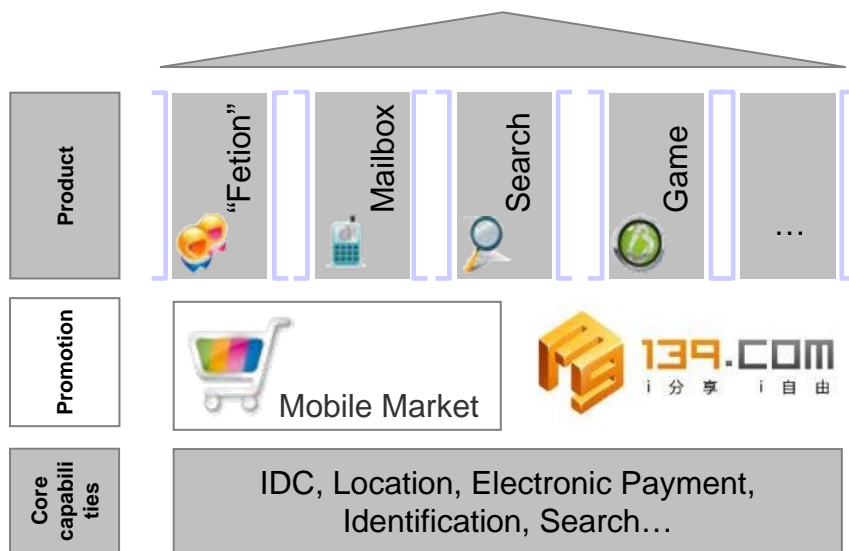 Product
“Fetion”
Mailbox
Search
Game
…
Promotion
Mobile Market
139.COM
i 分 享 i 自 由
Core
capabili
ties
IDC, Location, Electronic Payment,
Identification, Search…